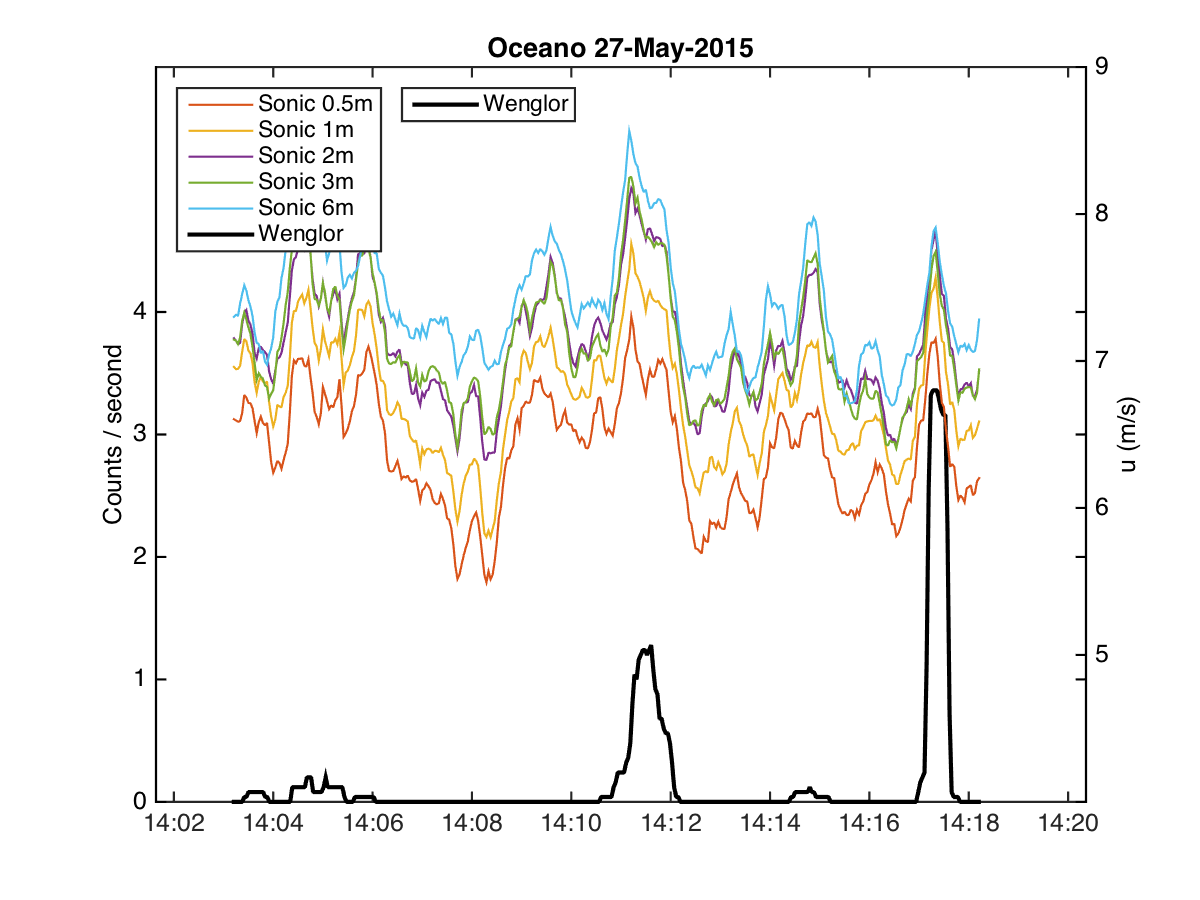 Oceano 27-May-2015
Sonic 0.5m
Sonic 1m
Sonic 2m
Sonic 3m
Sonic 6m
Wenglor
Wenglor
Counts / second
4
3
2
1
0
9
8
7
6
5
u (m/s)
14:02 14:04 14:06 14:08 14:10 14:12 14:14 14:16 14:18 14:20